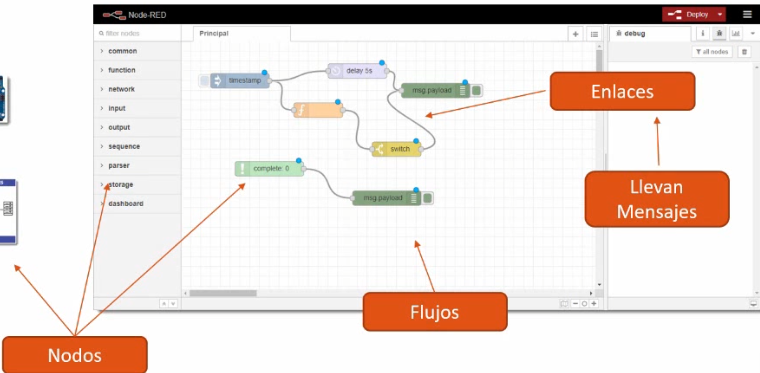 Node-RED
Deploy
filter nodes
Principal
debug
i
all nodes
common
function
network
input
output
sequence
parser
storage
dashboard
timestamp
delay 5s
msg.payload
f
switch
complete: 0
msg.payload
Enlaces
Llevan
Mensajes
Flujos
Nodos